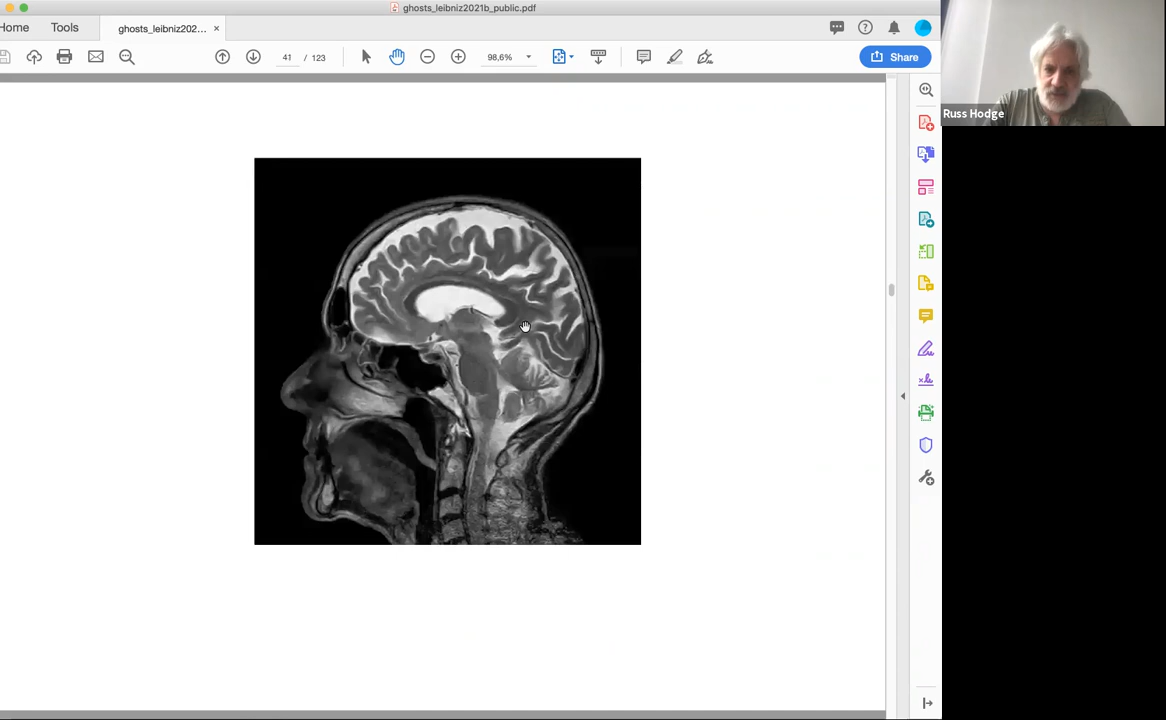 ghosts_leibniz2021b_public.pdf
Home
Tools
ghosts_leibniz202...
×
41 / 123
98,6%
Share
Russ Hodge